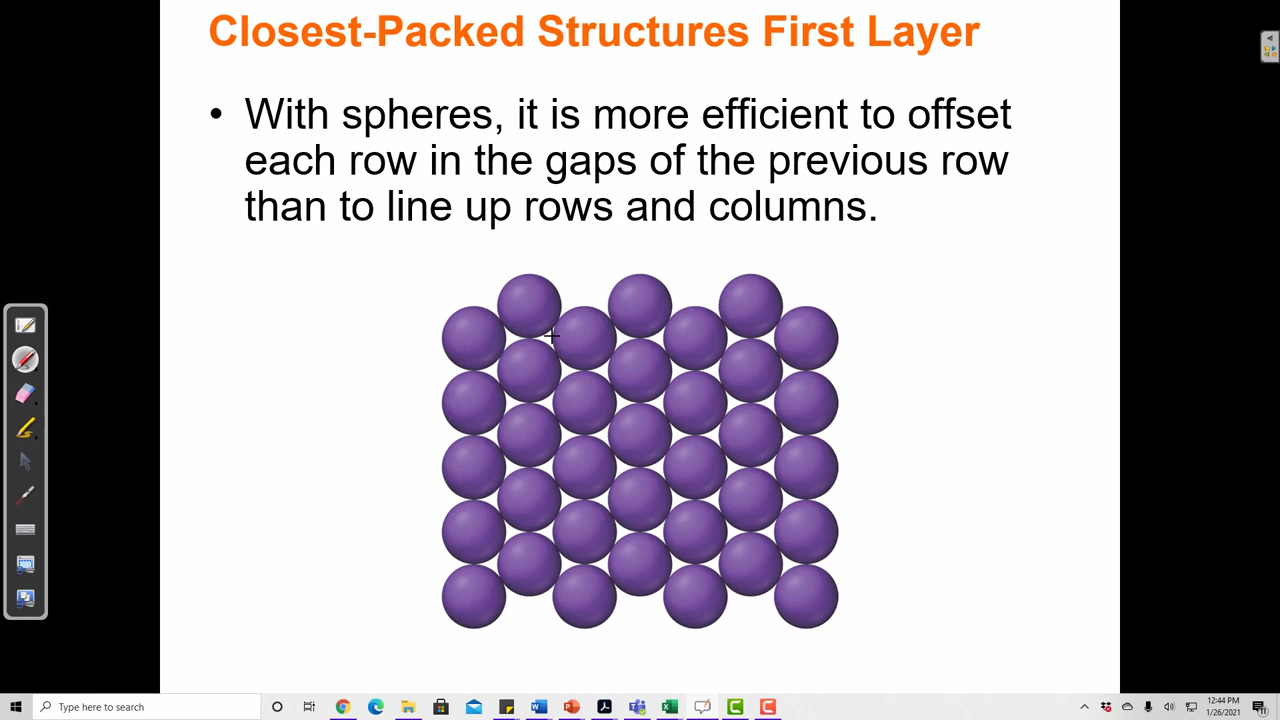 Closest-Packed Structures First Layer
• With spheres, it is more efficient to offset
each row in the gaps of the previous row
than to line up rows and columns.
Type here to search
12:44 PM
1/26/2021